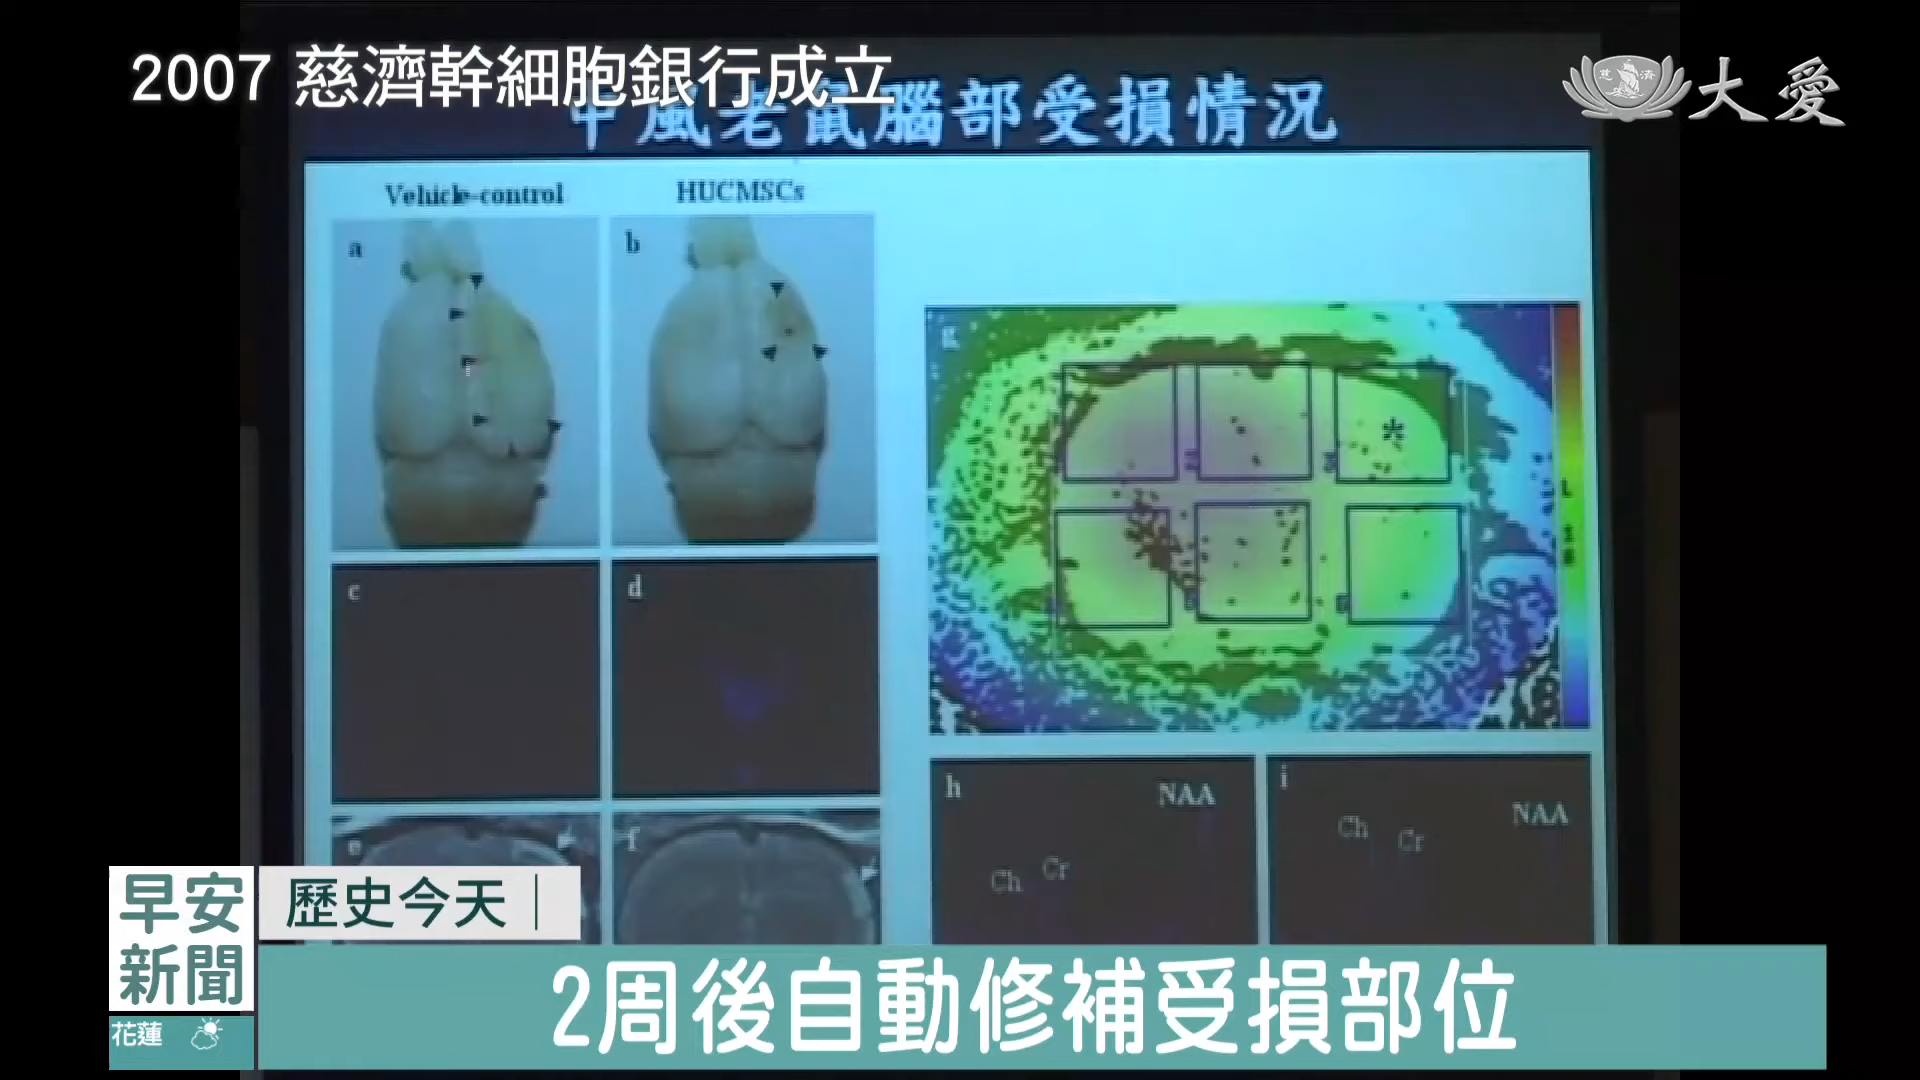 2007 慈濟幹細胞銀行成立
大愛
中風老鼠腦部受損情況
Vehicle-control
HUCMSCs
a
b
g
*
c
d
h
NAA
i
NAA
Ch
Cr
Ch
Cr
e
f
早安
新聞
歷史今天
2周後自動修補受損部位
花蓮